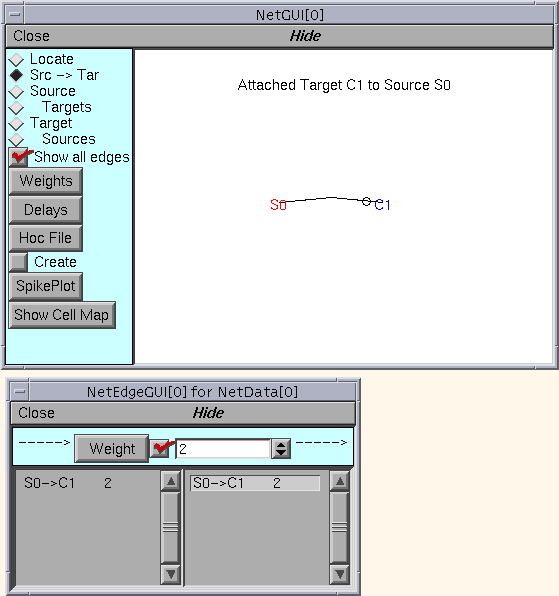 NetGUI[0]
Close Hide
Locate
Src -> Tar
Source
Targets
Target
Sources
Show all edges
Weights
Delays
Hoc File
Create
SpikePlot
Show Cell Map
Attached Target C1 to Source S0
S0 C1
NetEdgeGUI[0] for NetData[0]
Close Hide
-----> Weight 2 ----->
S0->C1 2 S0->C1 2